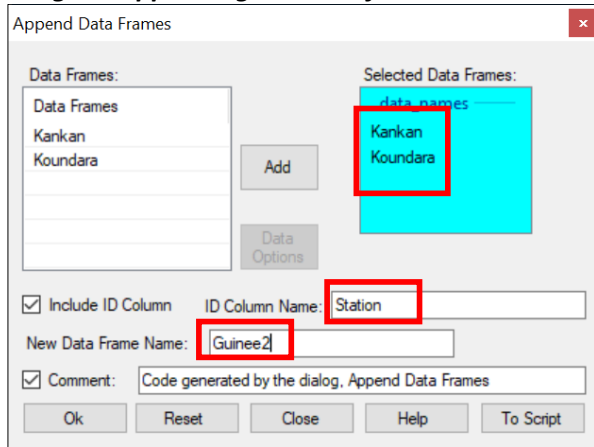 Append Data Frames
×
Data Frames:
Selected Data Frames:
Data Frames
Kankan
Koundara
data_names
Kankan
Koundara
Add
Data
Options
Include ID Column
ID Column Name: Station
New Data Frame Name: Guinee2
Comment: Code generated by the dialog, Append Data Frames
Ok Reset Close Help To Script